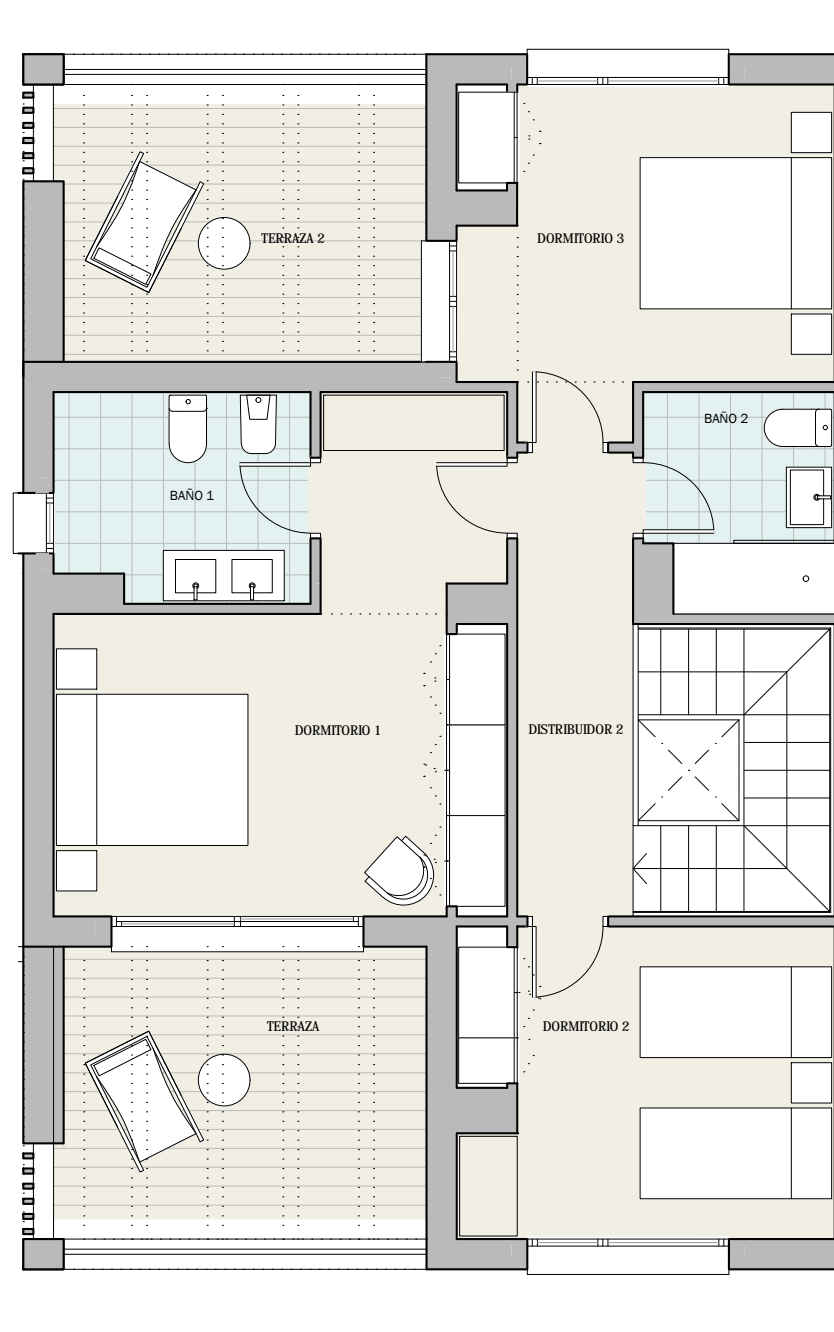 TERRAZA 2
DORMITORIO 3
BAÑO 2
BAÑO 1
DORMITORIO 1
DISTRIBUIDOR 2
TERRAZA
DORMITORIO 2